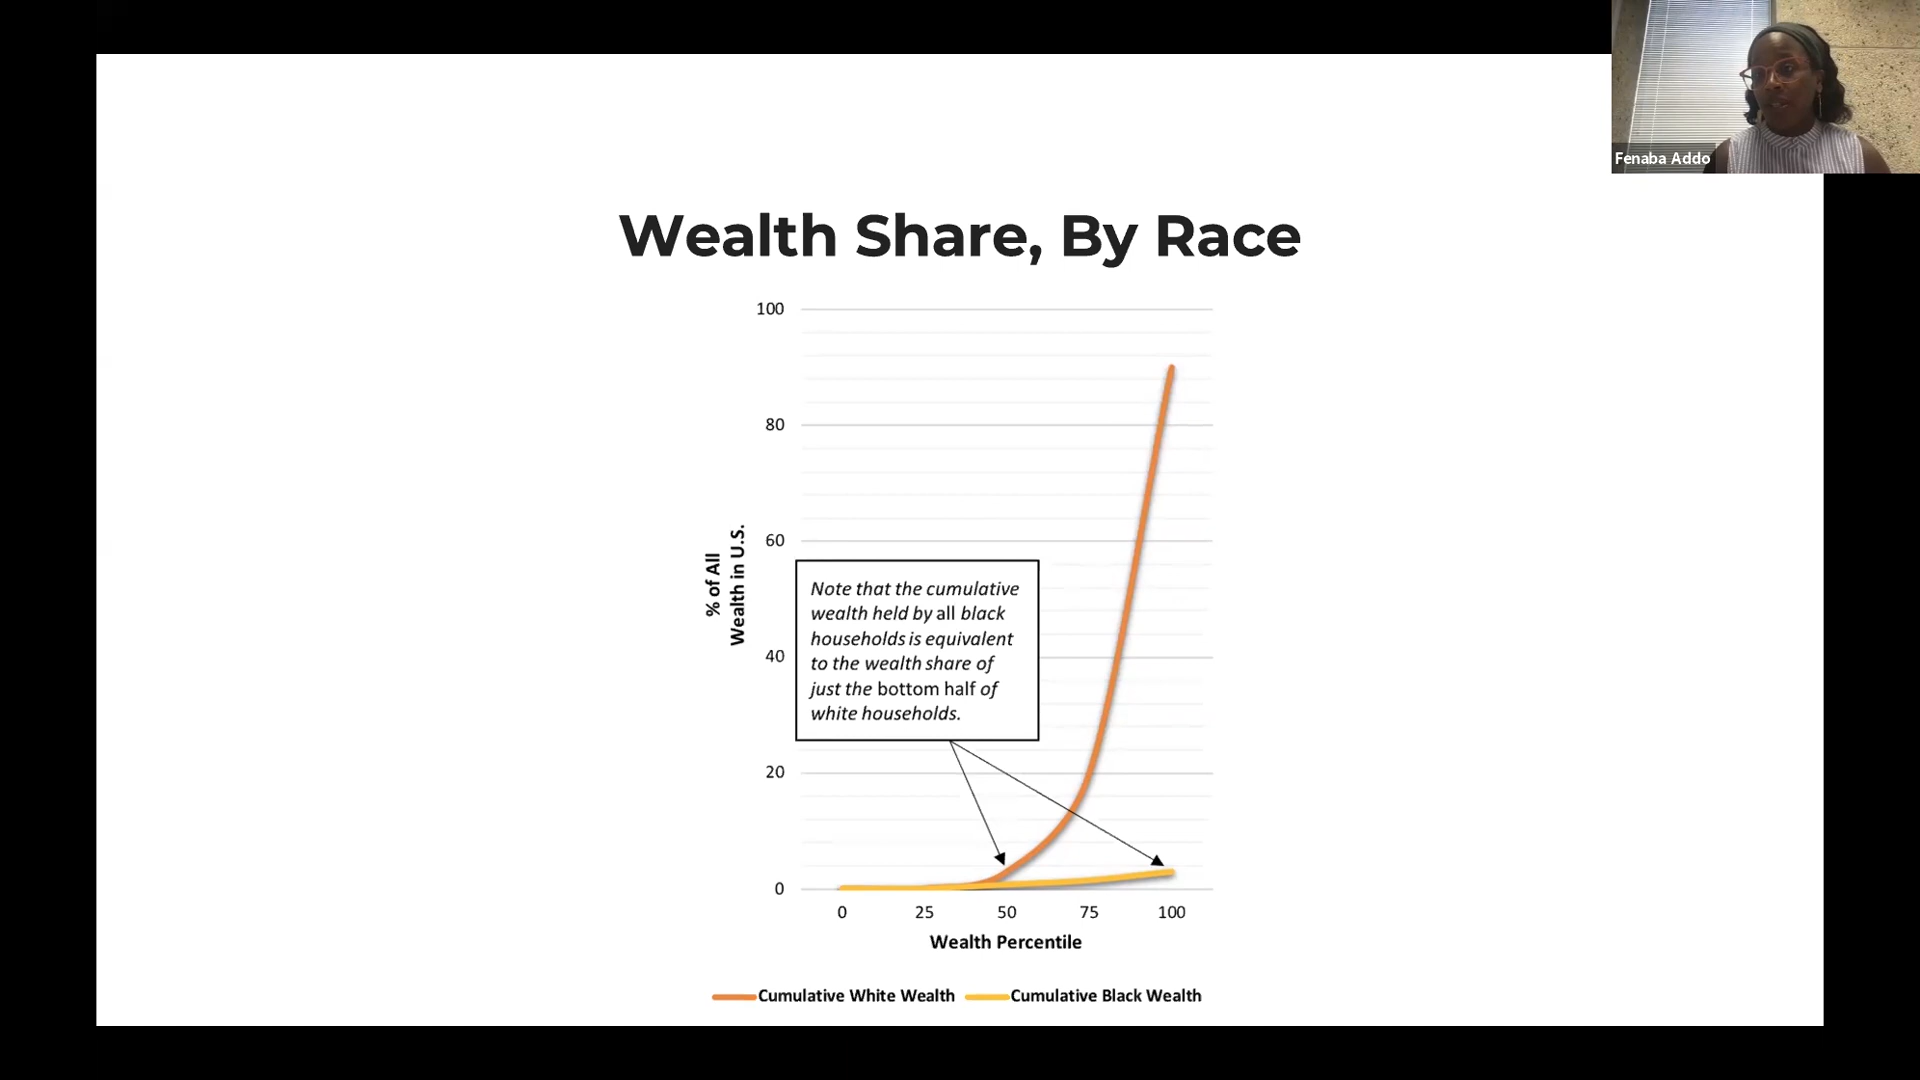 Fenaba Addo
Wealth Share, By Race
100
80
60
40
20
0
% of All
Wealth in U.S.
Note that the cumulative
wealth held by all black
households is equivalent
to the wealth share of
just the bottom half of
white households.
0 25 50 75 100
Wealth Percentile
Cumulative White Wealth Cumulative Black Wealth